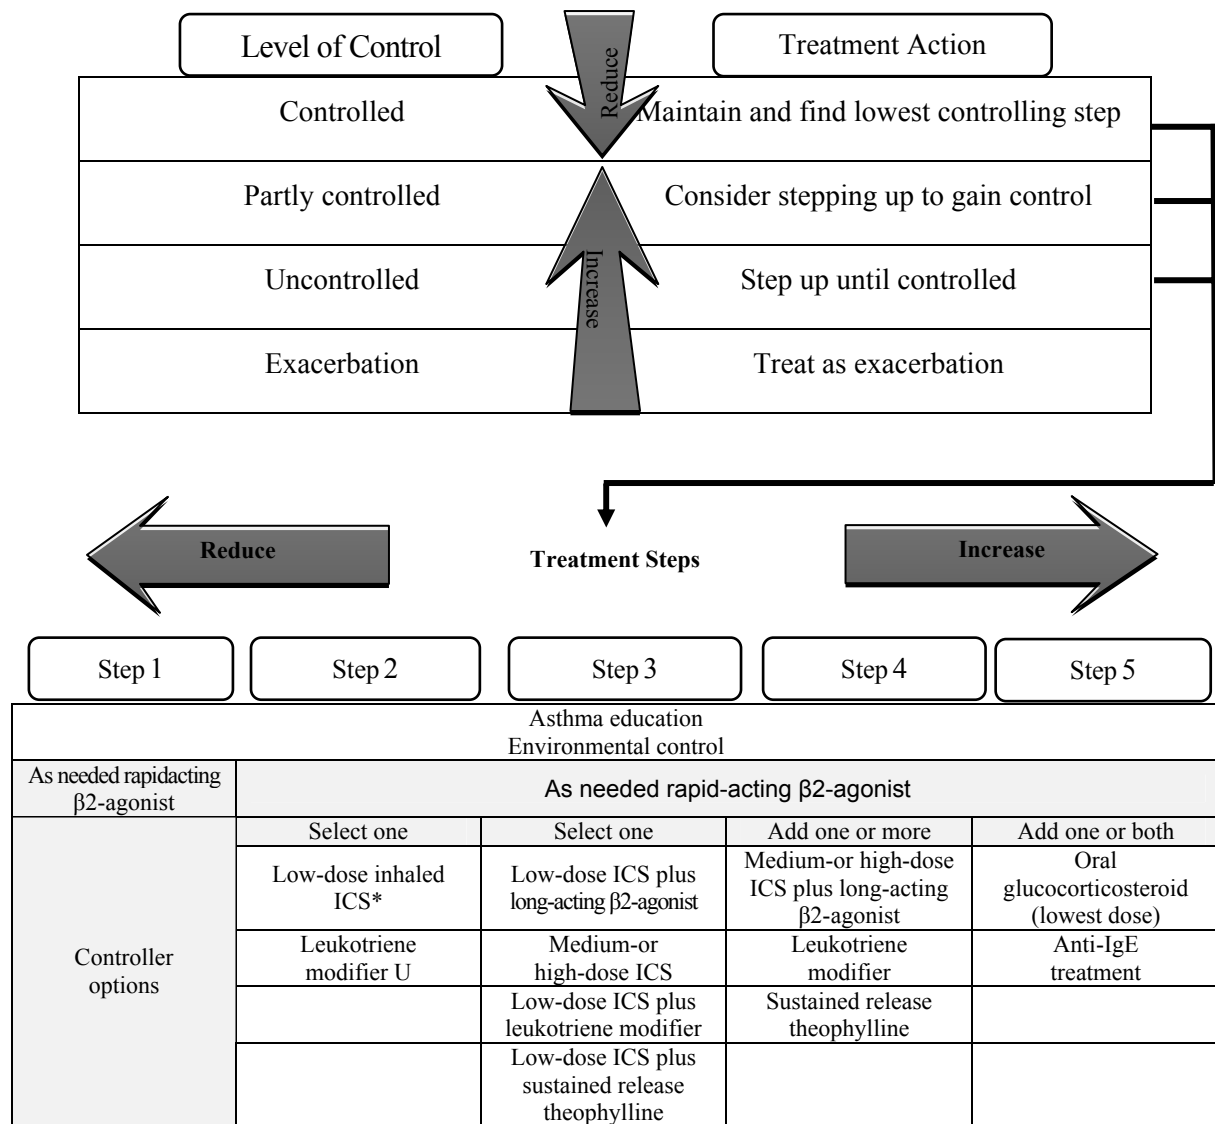 Level of Control
Treatment Action
Reduce
Controlled
Maintain and find lowest controlling step
Partly controlled
Consider stepping up to gain control
Increase
Uncontrolled
Step up until controlled
Exacerbation
Treat as exacerbation
Reduce
Treatment Steps
Increase
Step 1
Step 2
Step 3
Step 4
Step 5
Asthma education
Environmental control
As needed rapidacting
β2-agonist
As needed rapid-acting β2-agonist
Controller
options
Select one
Select one
Add one or more
Add one or both
Low-dose inhaled
ICS*
Low-dose ICS plus
long-acting β2-agonist
Medium-or high-dose
ICS plus long-acting
β2-agonist
Oral
glucocorticosteroid
(lowest dose)
Leukotriene
modifier U
Medium-or
high-dose ICS
Leukotriene
modifier
Anti-IgE
treatment
Low-dose ICS plus
leukotriene modifier
Sustained release
theophylline
Low-dose ICS plus
sustained release
theophylline